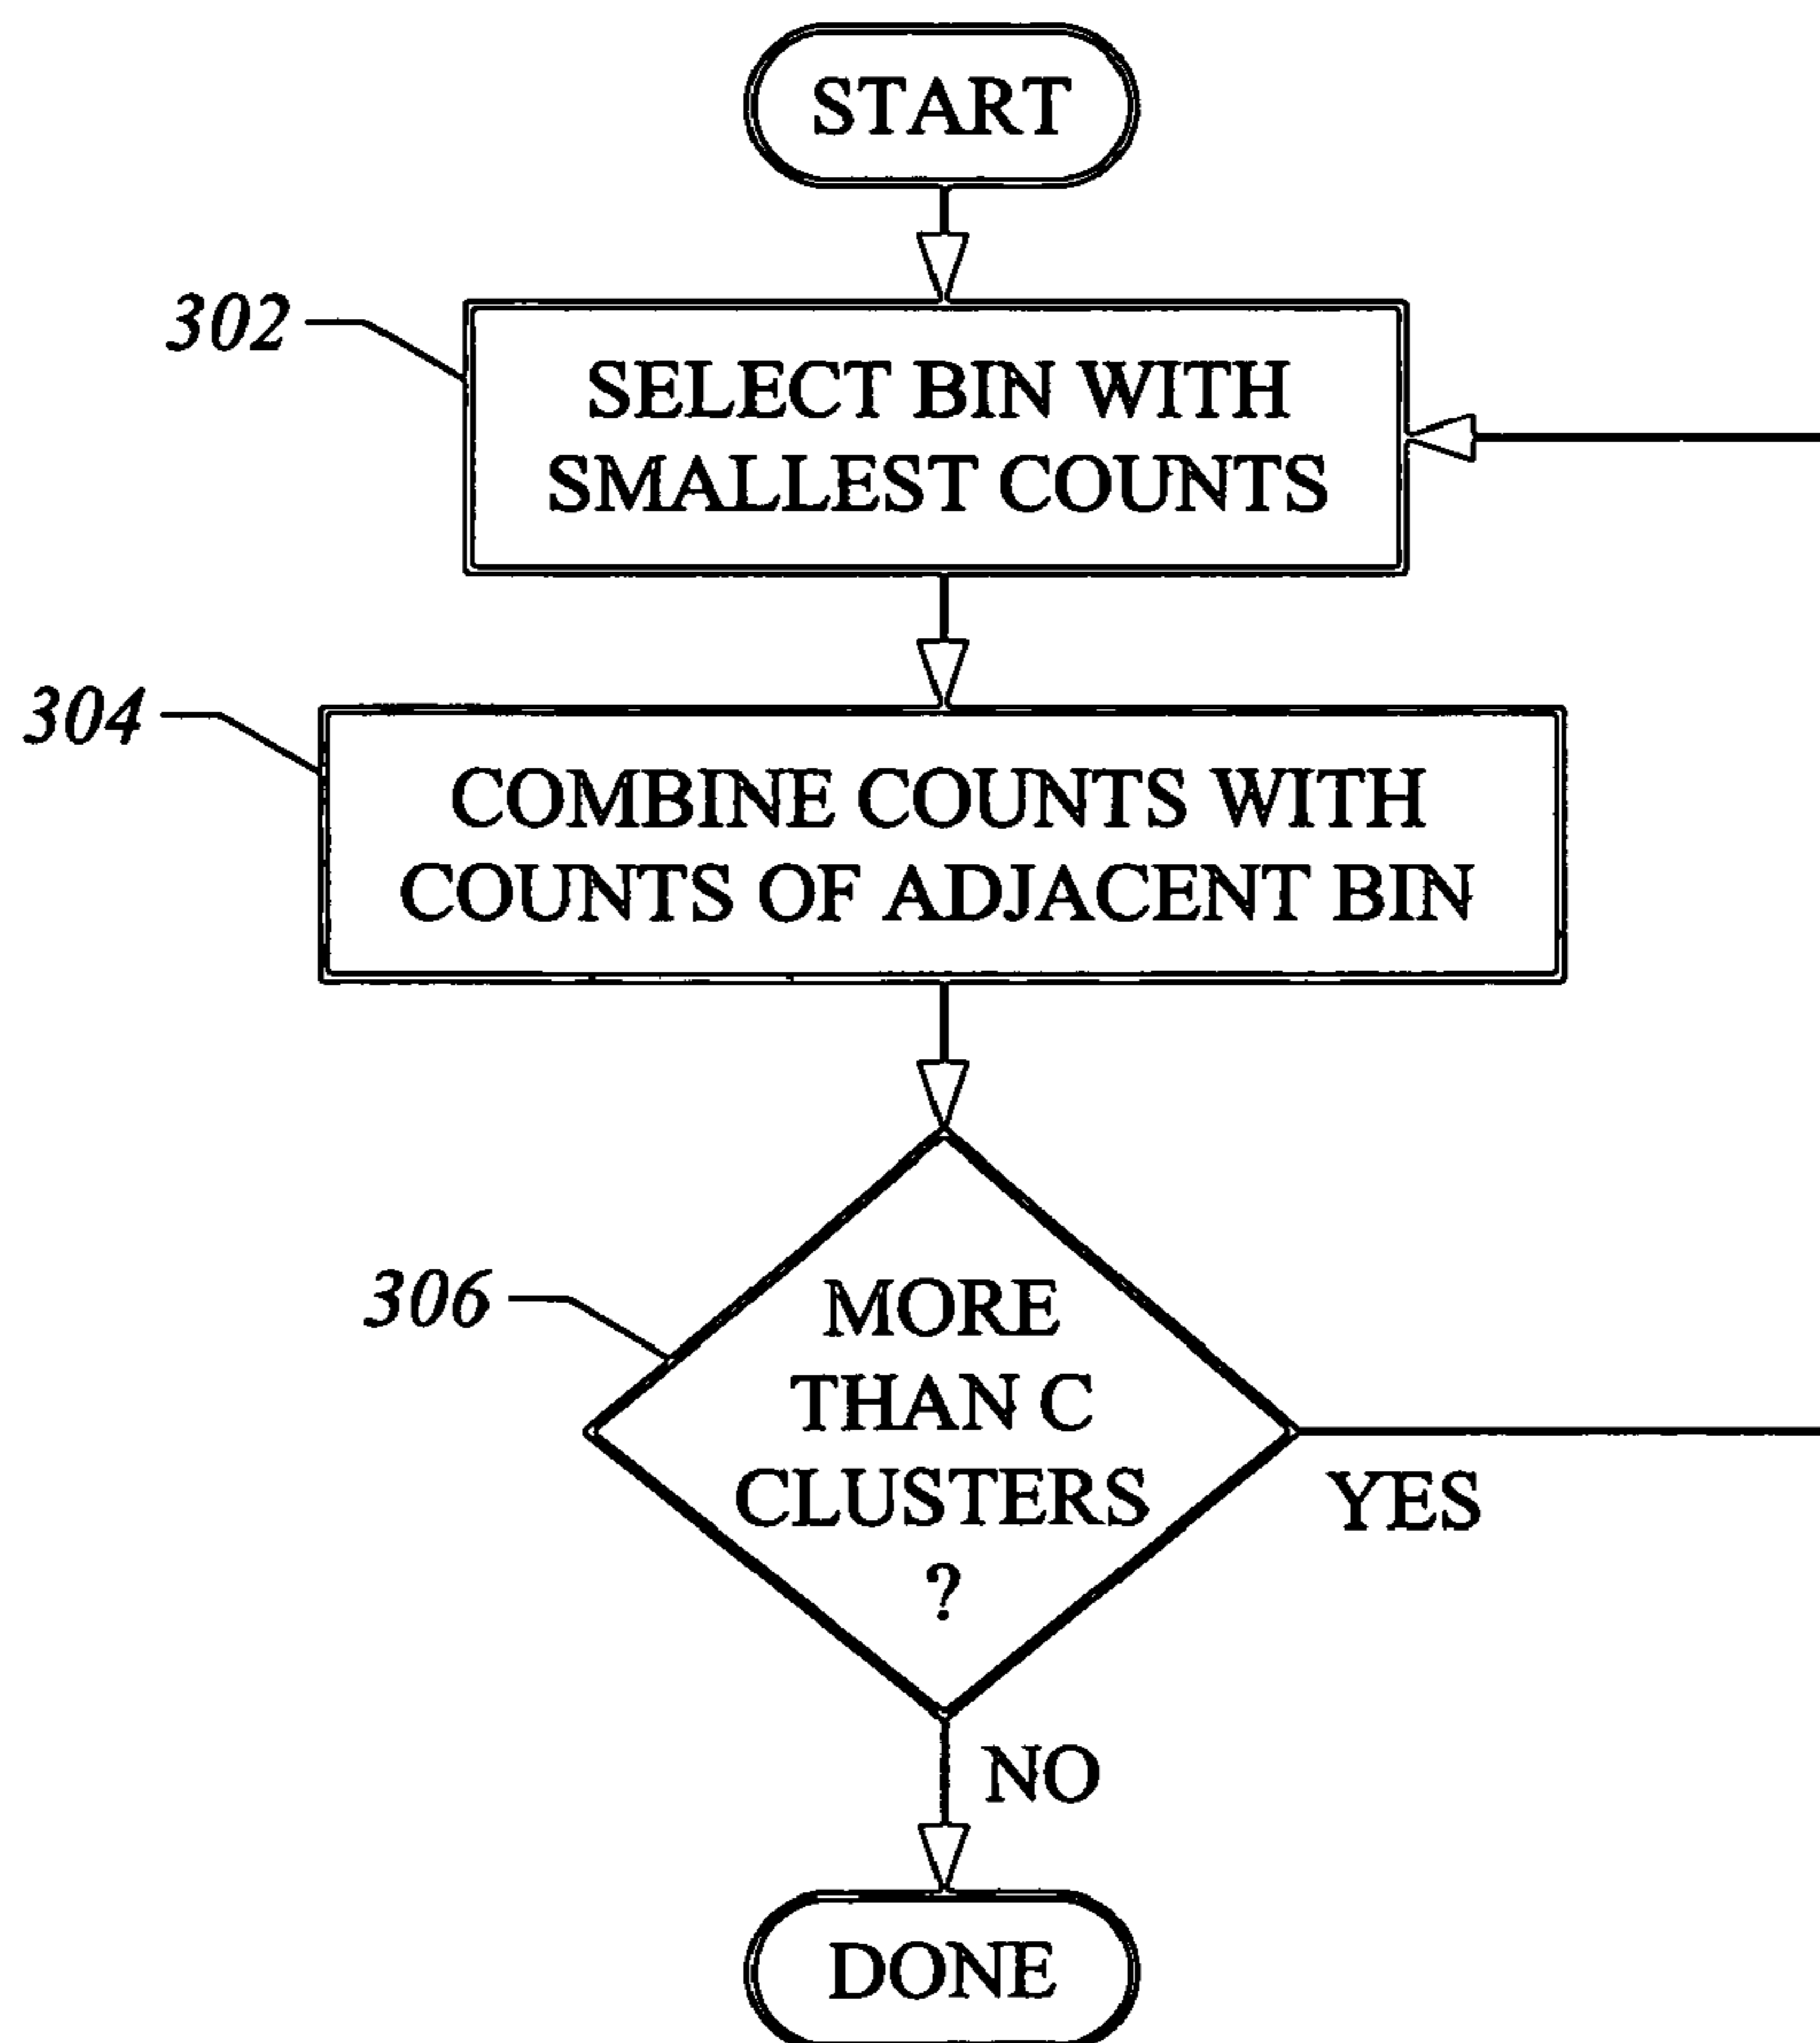 START
302
SELECT BIN WITH
SMALLEST COUNTS
304
COMBINE COUNTS WITH
COUNTS OF ADJACENT BIN
306
MORE
THAN C
CLUSTERS
?
YES
NO
DONE